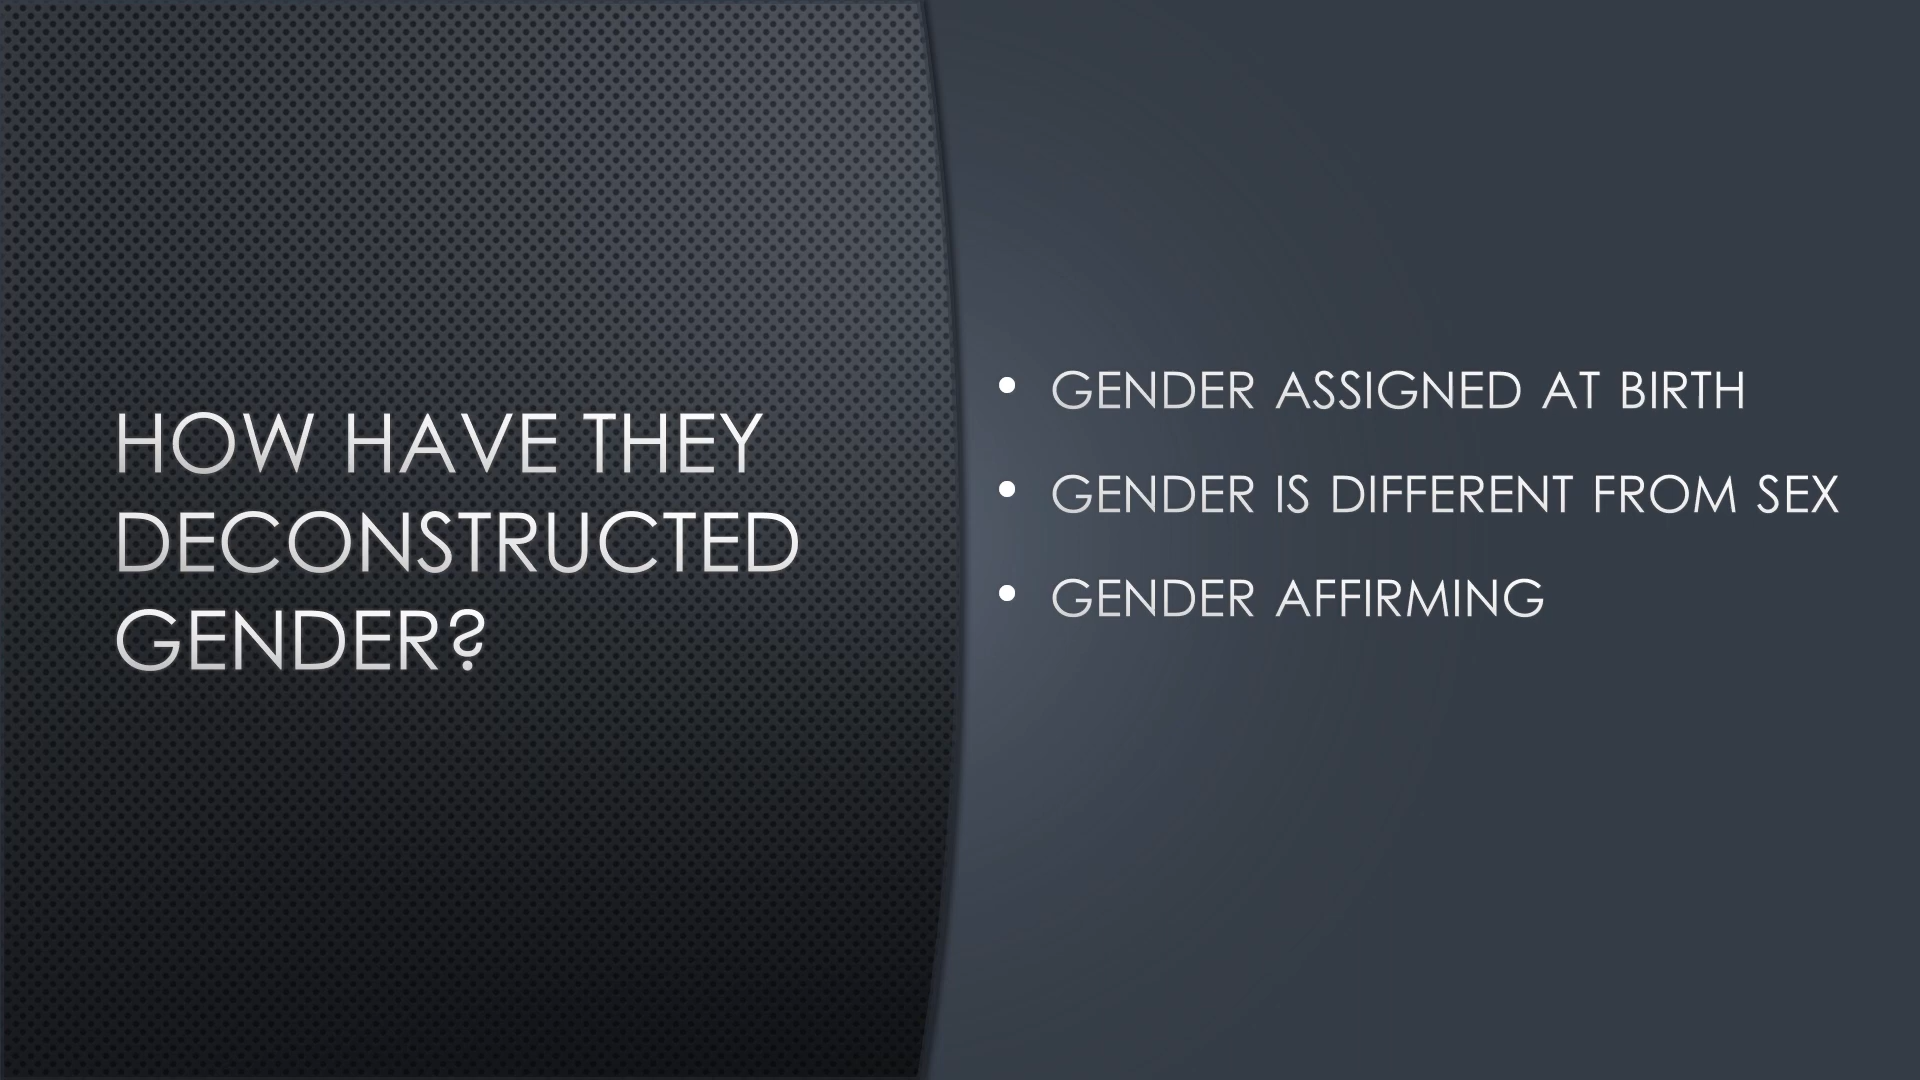 HOW HAVE THEY
DECONSTRUCTED
GENDER?
• GENDER ASSIGNED AT BIRTH
• GENDER IS DIFFERENT FROM SEX
• GENDER AFFIRMING